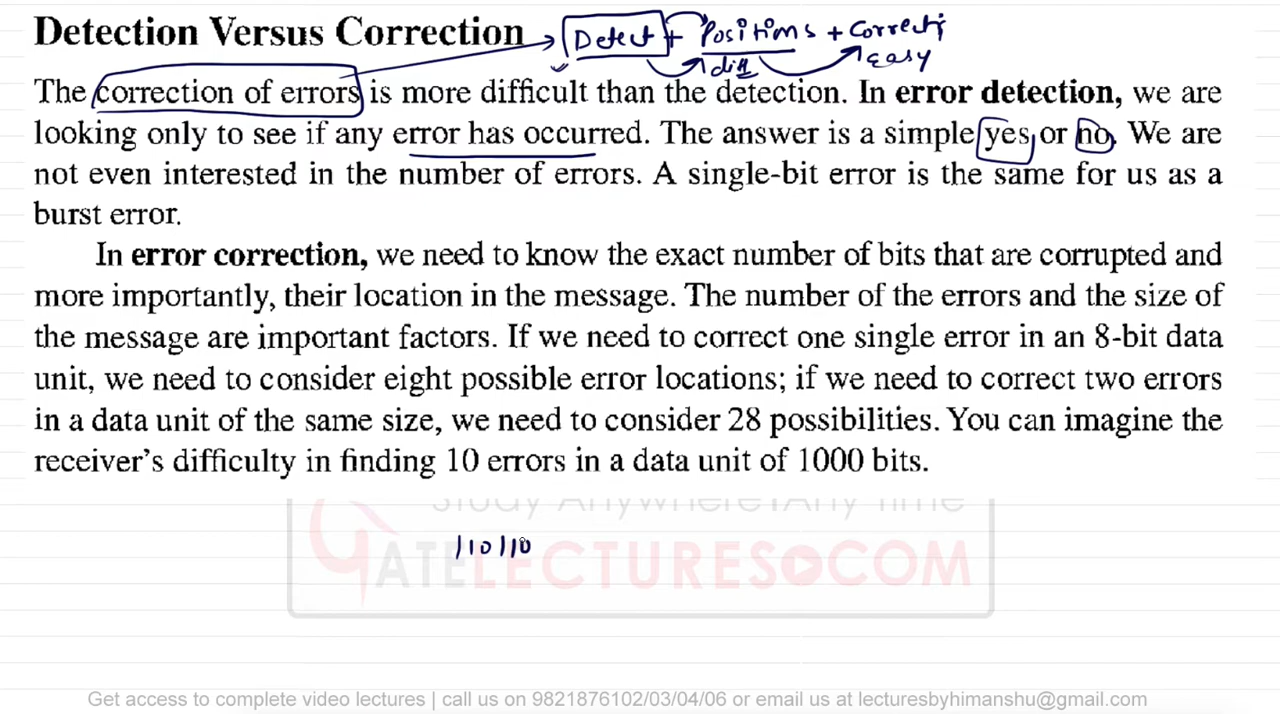 Detection Versus Correction
Detect + Positions + Correcti
diff easy
The correction of errors is more difficult than the detection. In error detection, we are
looking only to see if any error has occurred. The answer is a simple yes, or no. We are
not even interested in the number of errors. A single-bit error is the same for us as a
burst error.
In error correction, we need to know the exact number of bits that are corrupted and
more importantly, their location in the message. The number of the errors and the size of
the message are important factors. If we need to correct one single error in an 8-bit data
unit, we need to consider eight possible error locations; if we need to correct two errors
in a data unit of the same size, we need to consider 28 possibilities. You can imagine the
receiver's difficulty in finding 10 errors in a data unit of 1000 bits.
Study Anywhere Any Time
110110
GATELECTURES.COM
Get access to complete video lectures | call us on 9821876102/03/04/06 or email us at lecturesbyhimanshu@gmail.com